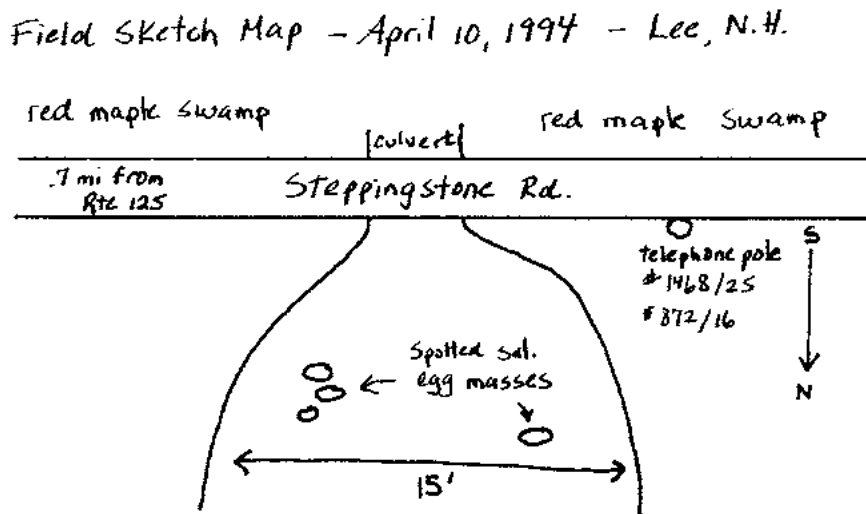 Field Sketch Map - April 10, 1994 - Lee, N.H.
red maple swamp
culvert
red maple swamp
.7 mi from
Rte 125
Steppingstone Rd.
telephone pole
# 1468/25
# 872/16
S
N
Spotted sal.
egg masses
15'